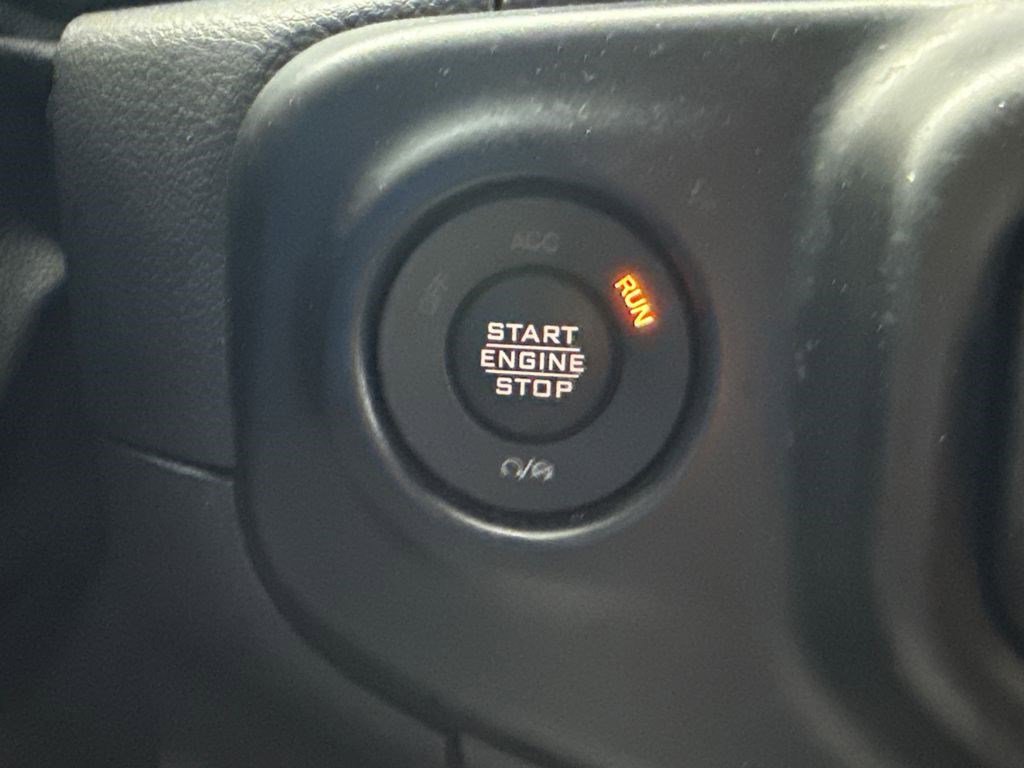 ACC
OFF
RUN
START
ENGINE
STOP